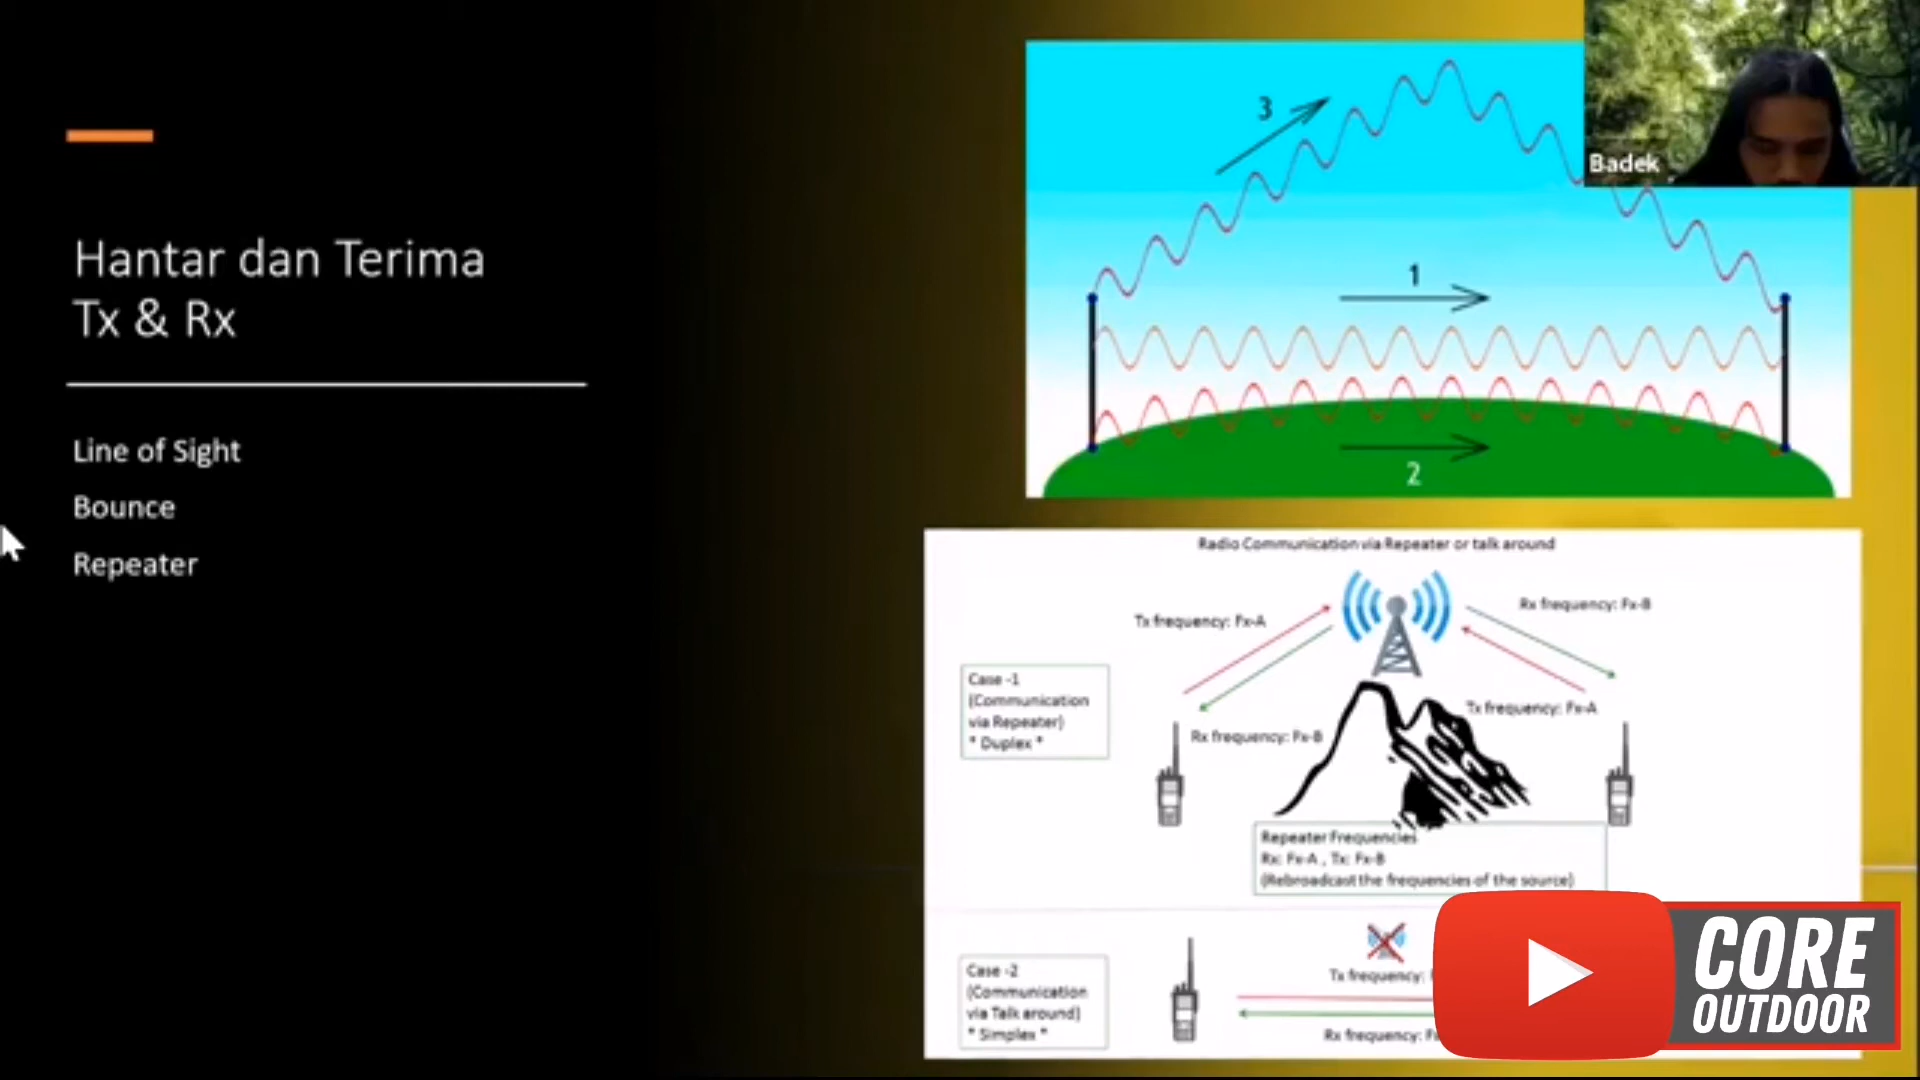 Hantar dan Terima
Tx & Rx
Line of Sight
Bounce
Repeater
3
1
2
Badek
Radio Communication via Repeater or talk around
Tx frequency: Fx-A
Rx frequency: Fx-B
Case -1
(Communication
via Repeater)
* Duplex *
Tx frequency: Fx-A
Rx frequency: Fx-B
Repeater Frequencies
Rx: Fx-A , Tx: Fx-B
(Rebroadcast the frequencies of the source)
Case -2
(Communication
via Talk around)
* Simplex *
Tx frequency:
Rx frequency:
CORE
OUTDOOR